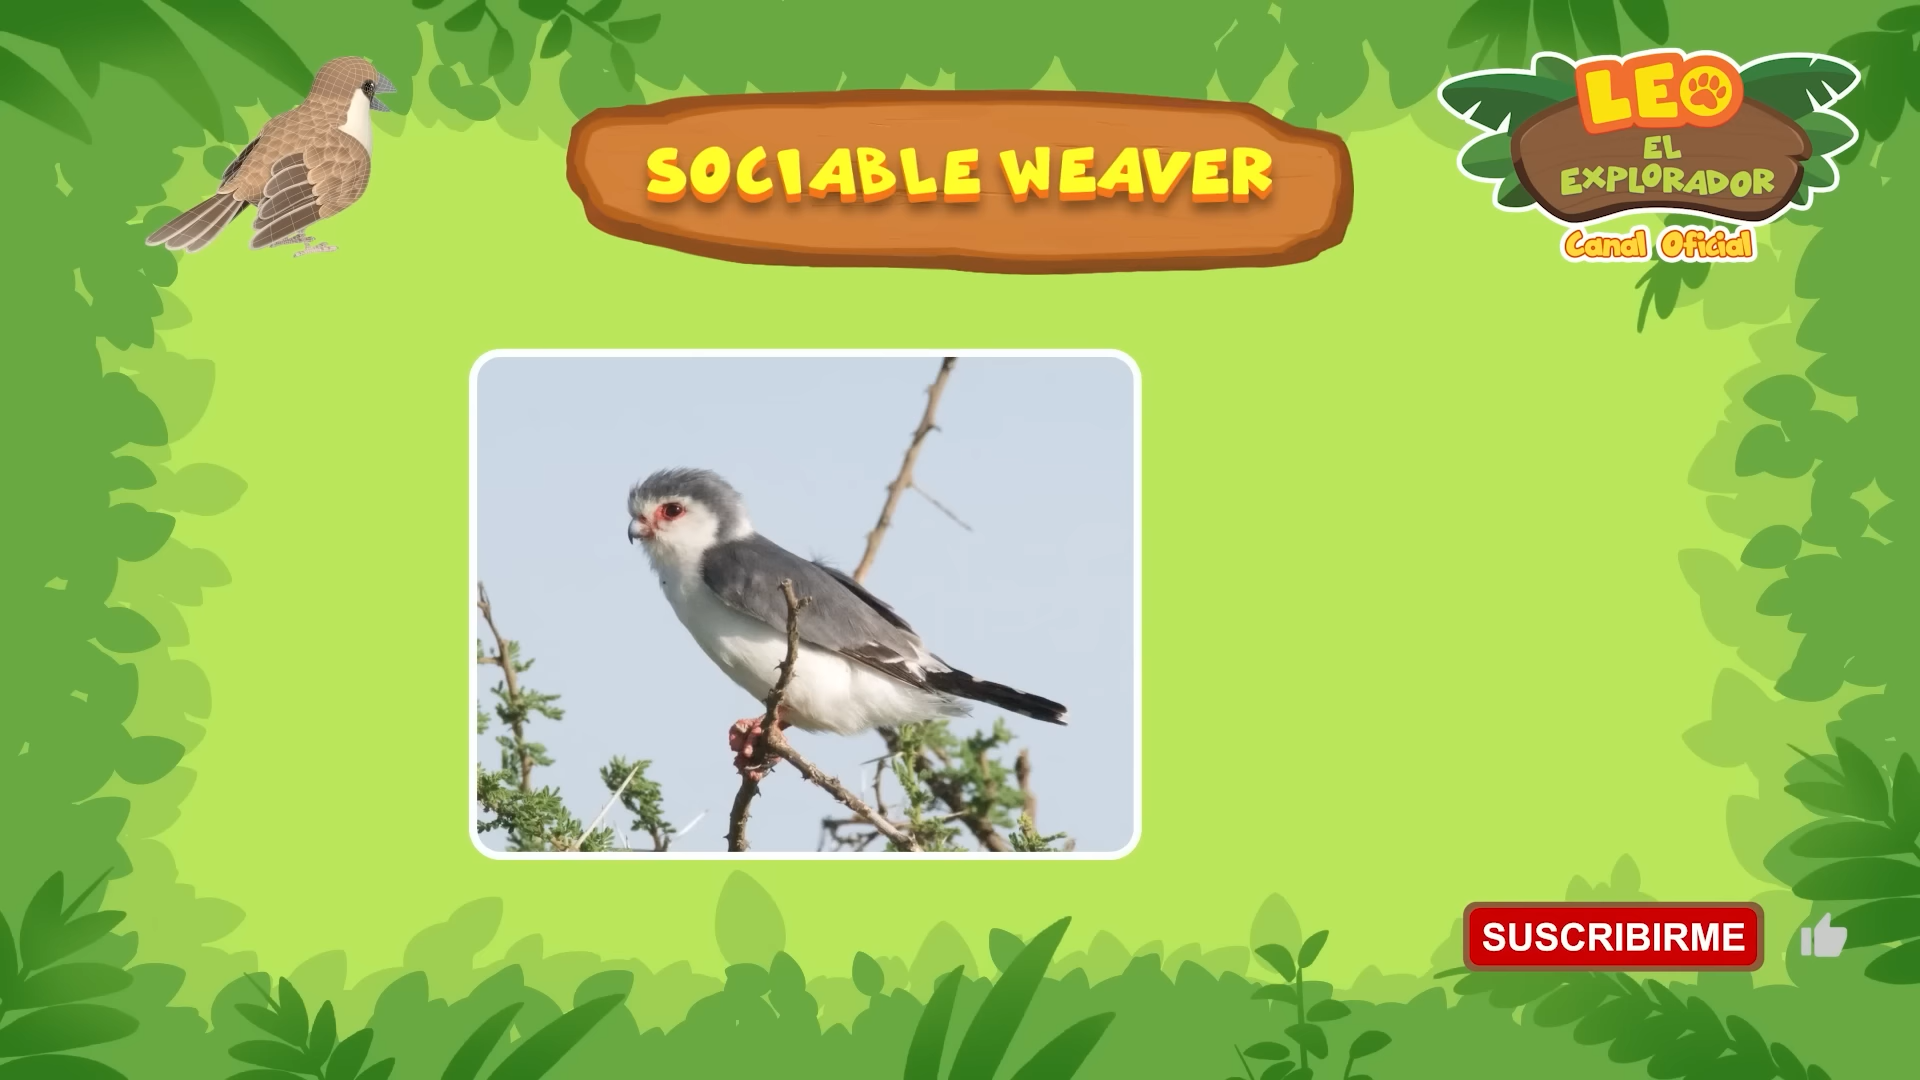 SOCIABLE WEAVER
LEO
EL
EXPLORADOR
Canal Oficial
SUSCRIBIRME